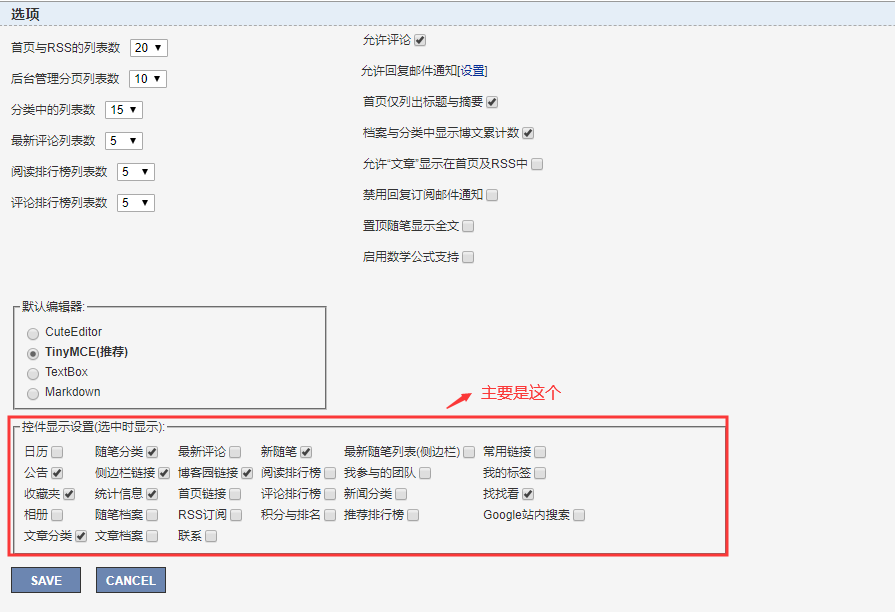 选项
首页与RSS的列表数 20
后台管理分页列表数 10
分类中的列表数 15
最新评论列表数 5
阅读排行榜列表数 5
评论排行榜列表数 5
允许评论
允许回复邮件通知[设置]
首页仅列出标题与摘要
档案与分类中显示博文累计数
允许“文章”显示在首页及RSS中
禁用回复订阅邮件通知
置顶随笔显示全文
启用数学公式支持
默认编辑器:
CuteEditor
TinyMCE(推荐)
TextBox
Markdown
主要是这个
控件显示设置(选中时显示):
日历 随笔分类 最新评论 新随笔 最新随笔列表(侧边栏) 常用链接
公告 侧边栏链接 博客园链接 阅读排行榜 我参与的团队 我的标签
收藏夹 统计信息 首页链接 评论排行榜 新闻分类 找找看
相册 随笔档案 RSS订阅 积分与排名 推荐排行榜 Google站内搜索
文章分类 文章档案 联系
SAVE CANCEL